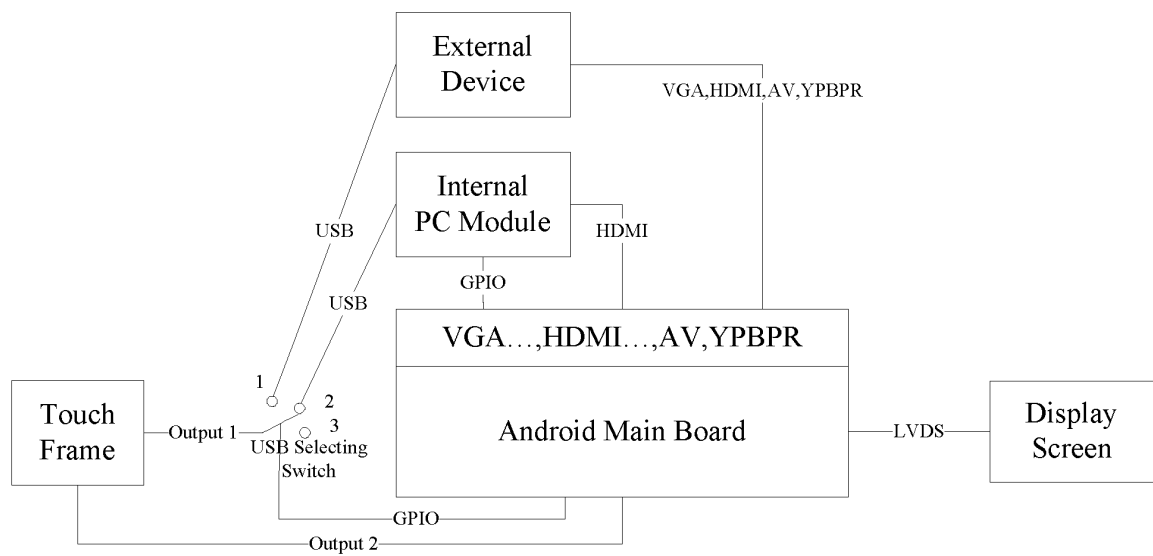 External
Device
VGA,HDMI,AV,YPBPR
Internal
PC Module
USB
HDMI
GPIO
USB
VGA...,HDMI...,AV,YPBPR
1
2
3
Touch
Frame
Output 1
USB Selecting
Switch
Android Main Board
LVDS
Display
Screen
GPIO
Output 2